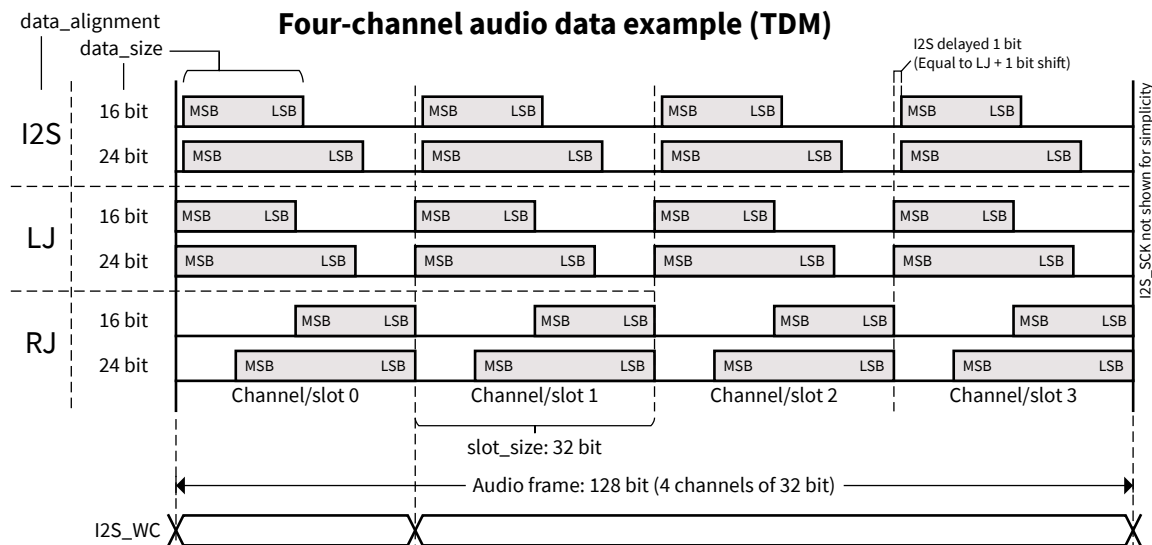 Four-channel audio data example (TDM)
data_alignment
data_size
I2S delayed 1 bit
(Equal to LJ + 1 bit shift)
I2S
16 bit
MSB LSB MSB LSB MSB LSB MSB LSB
24 bit
MSB LSB MSB LSB MSB LSB MSB LSB
LJ
16 bit
MSB LSB MSB LSB MSB LSB MSB LSB
24 bit
MSB LSB MSB LSB MSB LSB MSB LSB
RJ
16 bit
MSB LSB MSB LSB MSB LSB MSB LSB
24 bit
MSB LSB MSB LSB MSB LSB MSB LSB
I2S_SCK not shown for simplicity
Channel/slot 0 Channel/slot 1 Channel/slot 2 Channel/slot 3
slot_size: 32 bit
Audio frame: 128 bit (4 channels of 32 bit)
I2S_WC